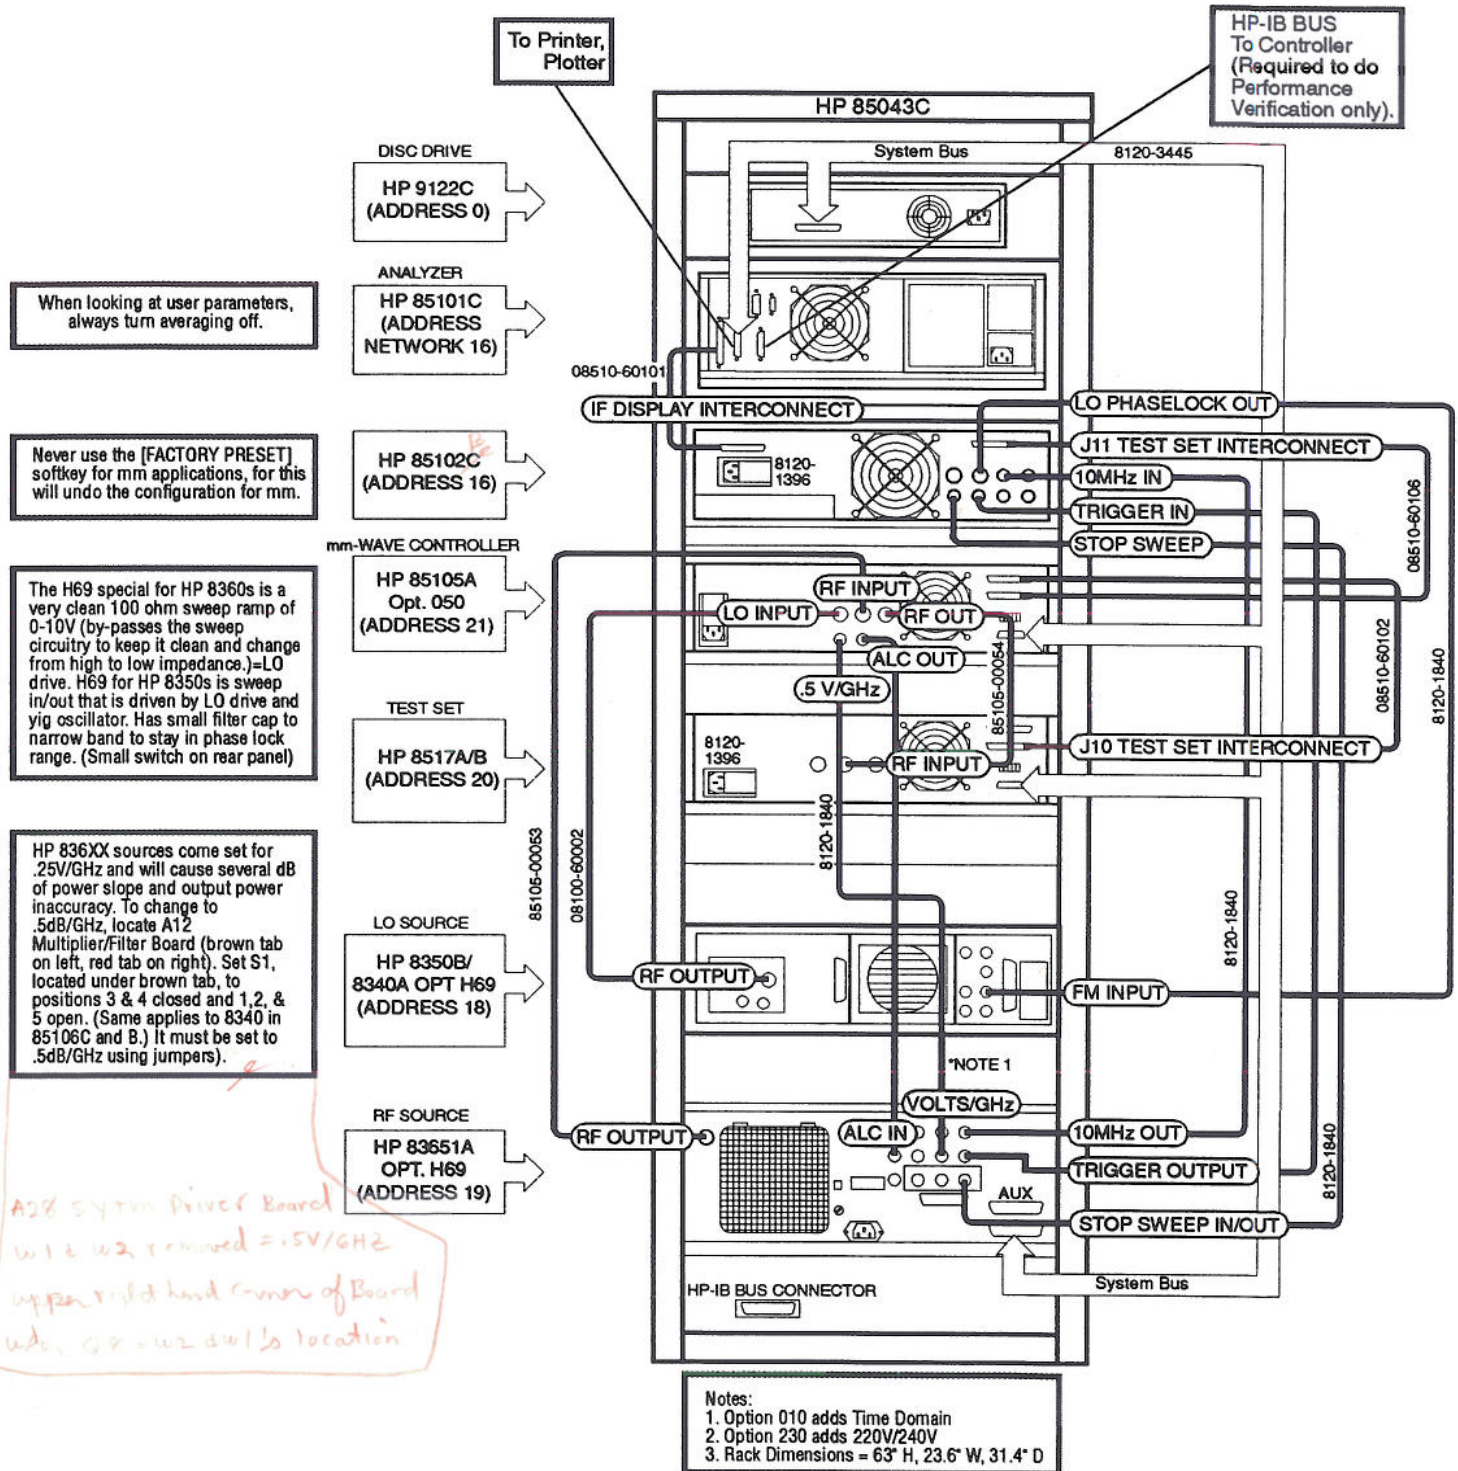 To Printer,
Plotter
HP-IB BUS
To Controller
(Required to do
Performance
Verification only).
HP 85043C
System Bus
8120-3445
DISC DRIVE
HP 9122C
(ADDRESS 0)
ANALYZER
HP 85101C
(ADDRESS
NETWORK 16)
When looking at user parameters,
always turn averaging off.
08510-60101
IF DISPLAY INTERCONNECT
LO PHASELOCK OUT
Never use the [FACTORY PRESET]
softkey for mm applications, for this
will undo the configuration for mm.
HP 85102C
(ADDRESS 16)
8120-
1396
J11 TEST SET INTERCONNECT
10MHz IN
TRIGGER IN
STOP SWEEP
08510-60106
mm-WAVE CONTROLLER
HP 85105A
Opt. 050
(ADDRESS 21)
The H69 special for HP 8360s is a
very clean 100 ohm sweep ramp of
0-10V (by-passes the sweep
circuitry to keep it clean and change
from high to low impedance.)=LO
drive. H69 for HP 8350s is sweep
in/out that is driven by LO drive and
yig oscillator. Has small filter cap to
narrow band to stay in phase lock
range. (Small switch on rear panel)
RF INPUT
LO INPUT
RF OUT
ALC OUT
.5 V/GHz
85105-00054
08510-60102
8120-1840
TEST SET
HP 8517A/B
(ADDRESS 20)
8120-
1396
RF INPUT
J10 TEST SET INTERCONNECT
8120-1840
85105-00053
08100-60002
8120-1840
HP 836XX sources come set for
.25V/GHz and will cause several dB
of power slope and output power
inaccuracy. To change to
.5dB/GHz, locate A12
Multiplier/Filter Board (brown tab
on left, red tab on right). Set S1,
located under brown tab, to
positions 3 & 4 closed and 1,2, &
5 open. (Same applies to 8340 in
85106C and B.) It must be set to
.5dB/GHz using jumpers).
LO SOURCE
HP 8350B/
8340A OPT H69
(ADDRESS 18)
RF OUTPUT
FM INPUT
*NOTE 1
VOLTS/GHz
RF SOURCE
HP 83651A
OPT. H69
(ADDRESS 19)
RF OUTPUT
ALC IN
10MHz OUT
TRIGGER OUTPUT
8120-1840
AUX
STOP SWEEP IN/OUT
System Bus
HP-IB BUS CONNECTOR
A28 Driver Board
W1 & W2 removed = .5V/GHz
upper right hand corner of Board
location
Notes:
1. Option 010 adds Time Domain
2. Option 230 adds 220V/240V
3. Rack Dimensions = 63" H, 23.6" W, 31.4" D